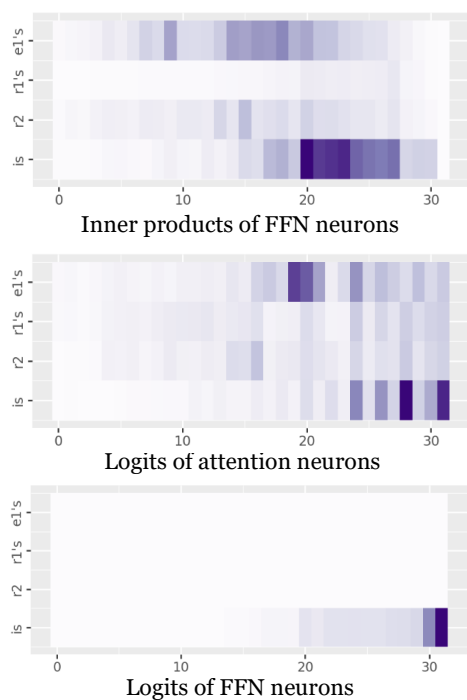 e1's
r1's
r2
is
0 10 20 30
Inner products of FFN neurons
e1's
r1's
r2
is
0 10 20 30
Logits of attention neurons
e1's
r1's
r2
is
0 10 20 30
Logits of FFN neurons